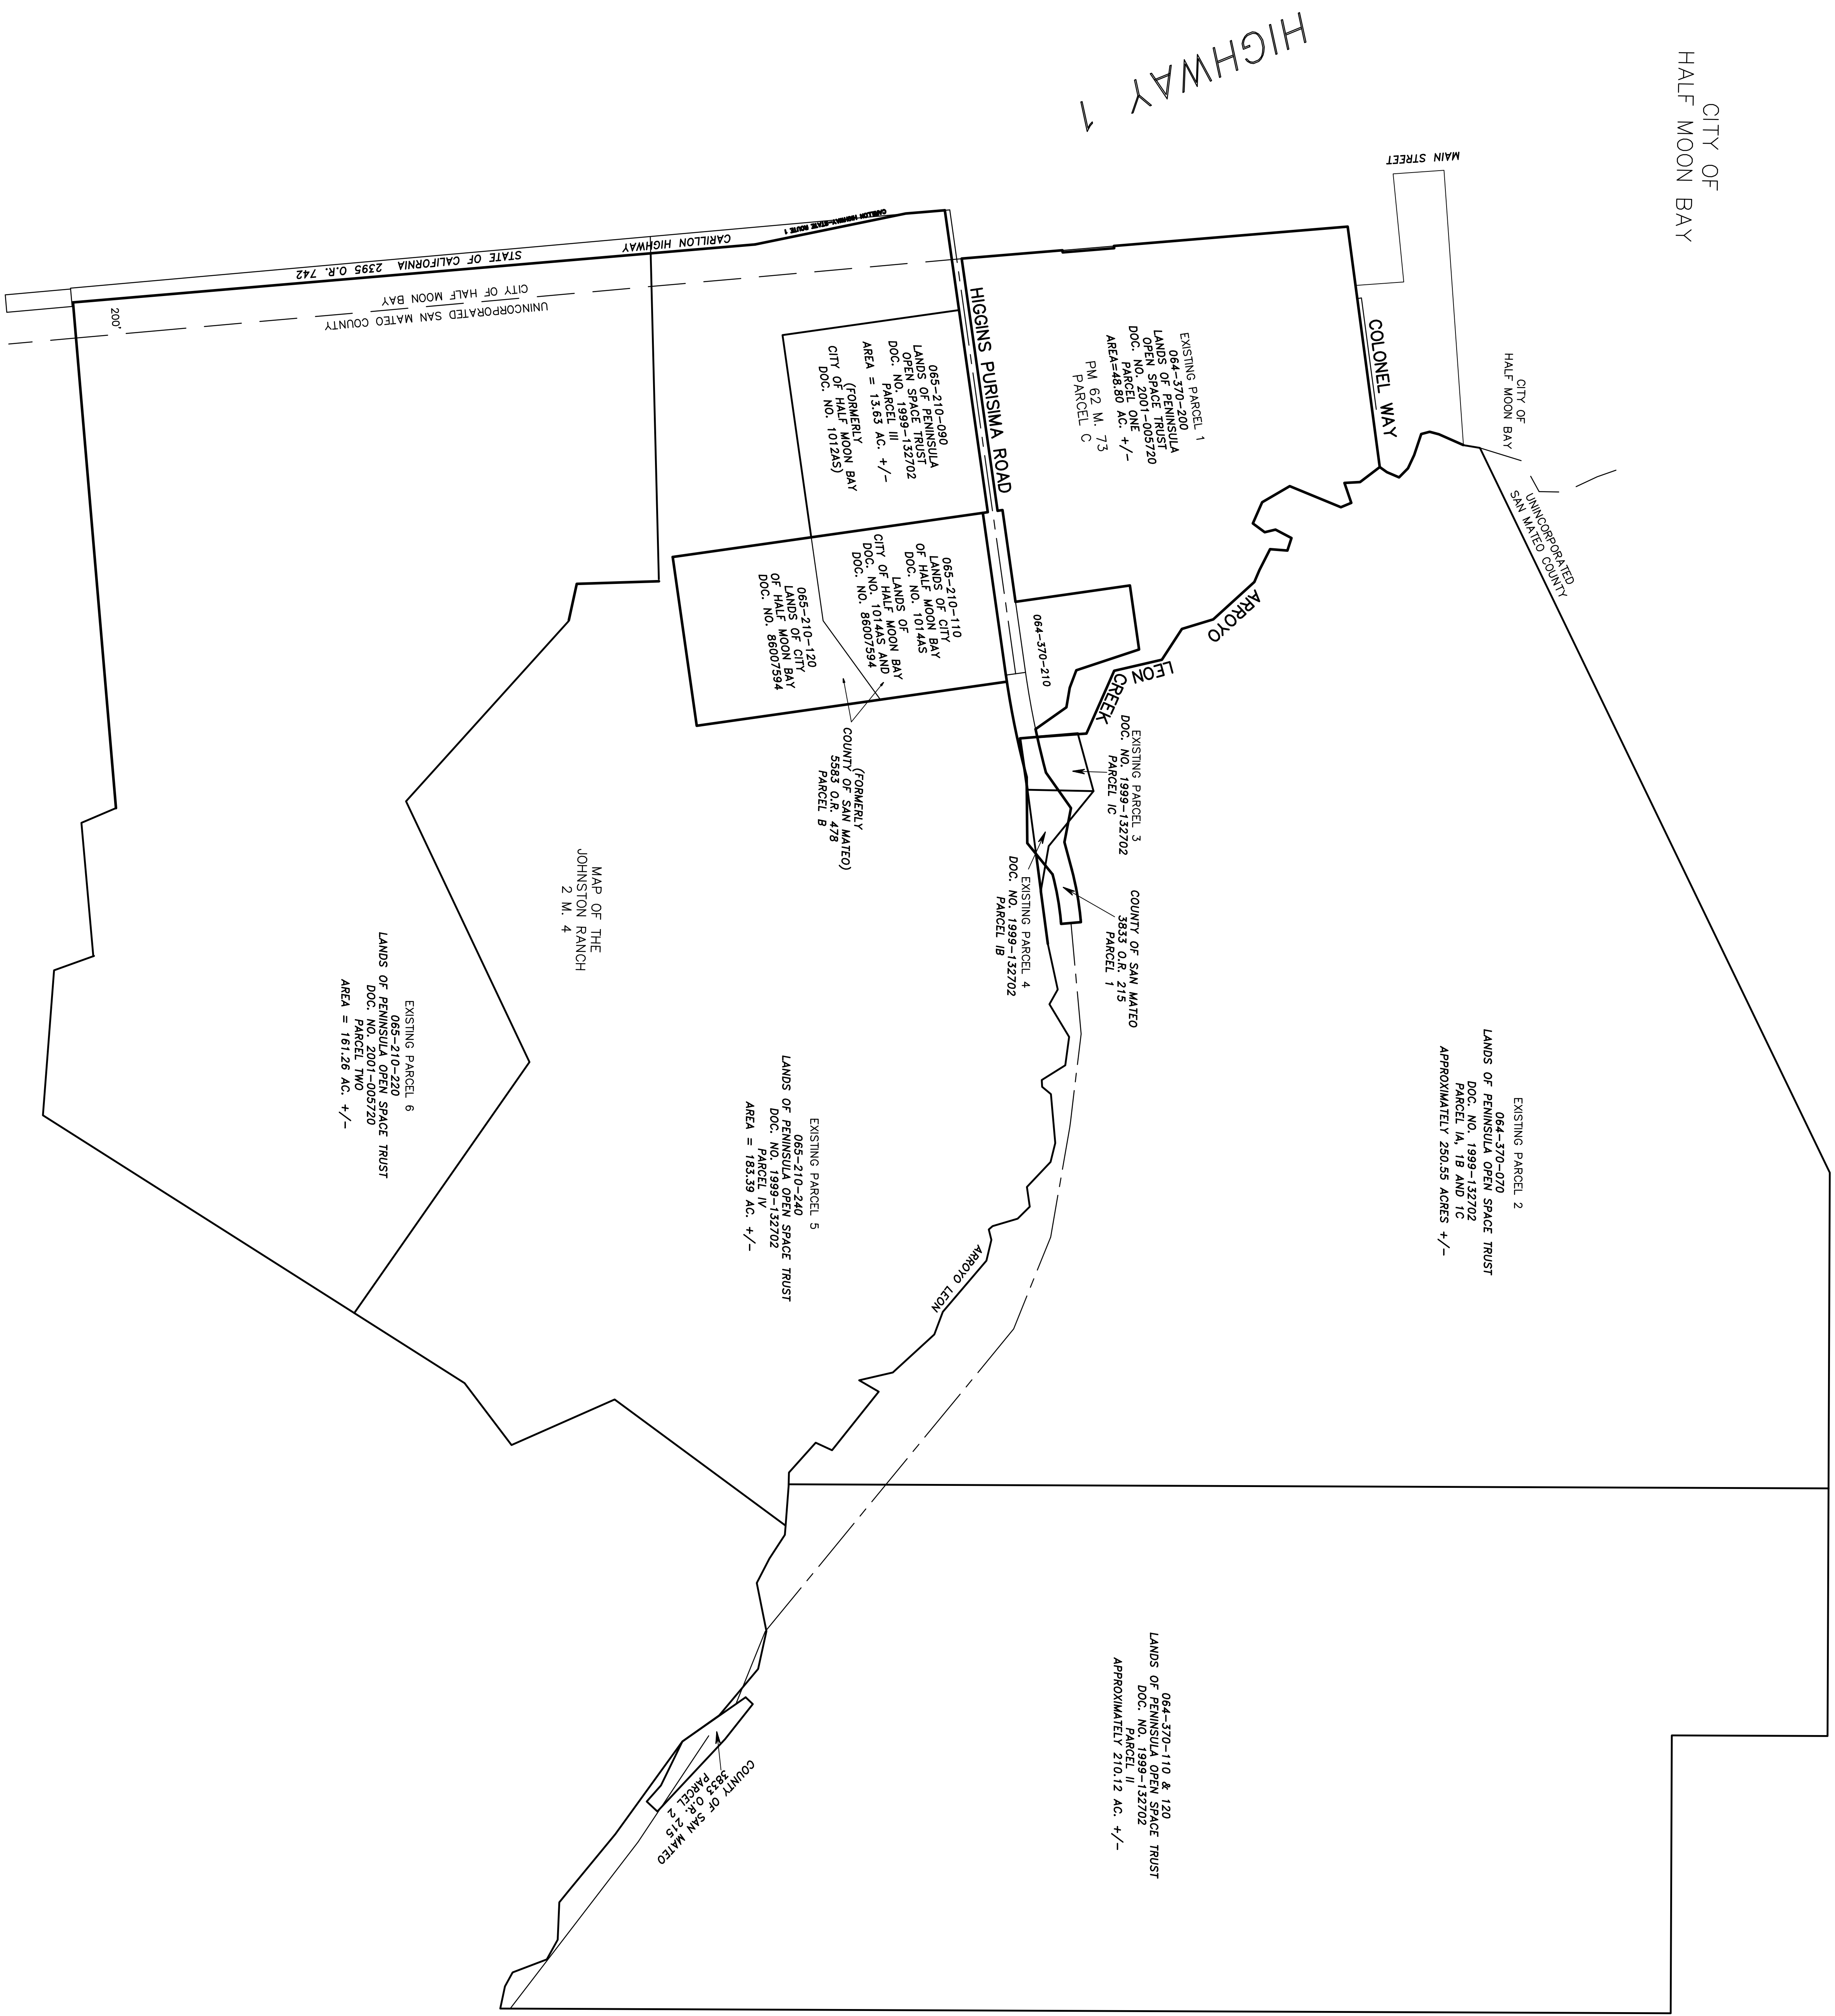 CITY OF
HALF MOON BAY
HIGHWAY 1
MAIN STREET
COLONEL WAY
CITY OF
HALF MOON BAY
UNINCORPORATED
SAN MATEO COUNTY
EXISTING PARCEL 1
064-370-200
LANDS OF PENINSULA
OPEN SPACE TRUST
DOC. NO. 2001-005720
PARCEL ONE
AREA=48.80 AC. +/-
PM 62 M. 73
PARCEL C
HIGGINS PURISIMA ROAD
ARROYO
LEON
CREEK
064-370-210
CABRILLO HIGHWAY-STATE ROUTE 1
CARILLON HIGHWAY
STATE OF CALIFORNIA 2395 O.R. 742
CITY OF HALF MOON BAY
UNINCORPORATED SAN MATEO COUNTY
200'
065-210-090
LANDS OF PENINSULA
OPEN SPACE TRUST
DOC. NO. 1999-132702
PARCEL III
AREA = 13.63 AC. +/-
(FORMERLY
CITY OF HALF MOON BAY
DOC. NO. 1012AS)
065-210-110
LANDS OF CITY
OF HALF MOON BAY
DOC. NO. 1014AS
LANDS OF
CITY OF HALF MOON BAY
DOC. NO. 1014AS AND
DOC. NO. 86007594
065-210-120
LANDS OF CITY
OF HALF MOON BAY
DOC. NO. 86007594
(FORMERLY
COUNTY OF SAN MATEO)
5583 O.R. 478
PARCEL B
EXISTING PARCEL 3
DOC. NO. 1999-132702
PARCEL IC
COUNTY OF SAN MATEO
3833 O.R. 215
PARCEL 1
EXISTING PARCEL 4
DOC. NO. 1999-132702
PARCEL IB
EXISTING PARCEL 2
064-370-070
LANDS OF PENINSULA OPEN SPACE TRUST
DOC. NO. 1999-132702
PARCEL IA, 1B AND 1C
APPROXIMATELY 250.55 ACRES +/-
MAP OF THE
JOHNSTON RANCH
2 M. 4
EXISTING PARCEL 5
065-210-240
LANDS OF PENINSULA OPEN SPACE TRUST
DOC. NO. 1999-132702
PARCEL IV
AREA = 183.39 AC. +/-
EXISTING PARCEL 6
065-210-220
LANDS OF PENINSULA OPEN SPACE TRUST
DOC. NO. 2001-005720
PARCEL TWO
AREA = 161.26 AC. +/-
ARROYO LEON
064-370-110 & 120
LANDS OF PENINSULA OPEN SPACE TRUST
DOC. NO. 1999-132702
PARCEL II
APPROXIMATELY 210.12 AC. +/-
COUNTY OF SAN MATEO
3833 O.R. 215
PARCEL 2